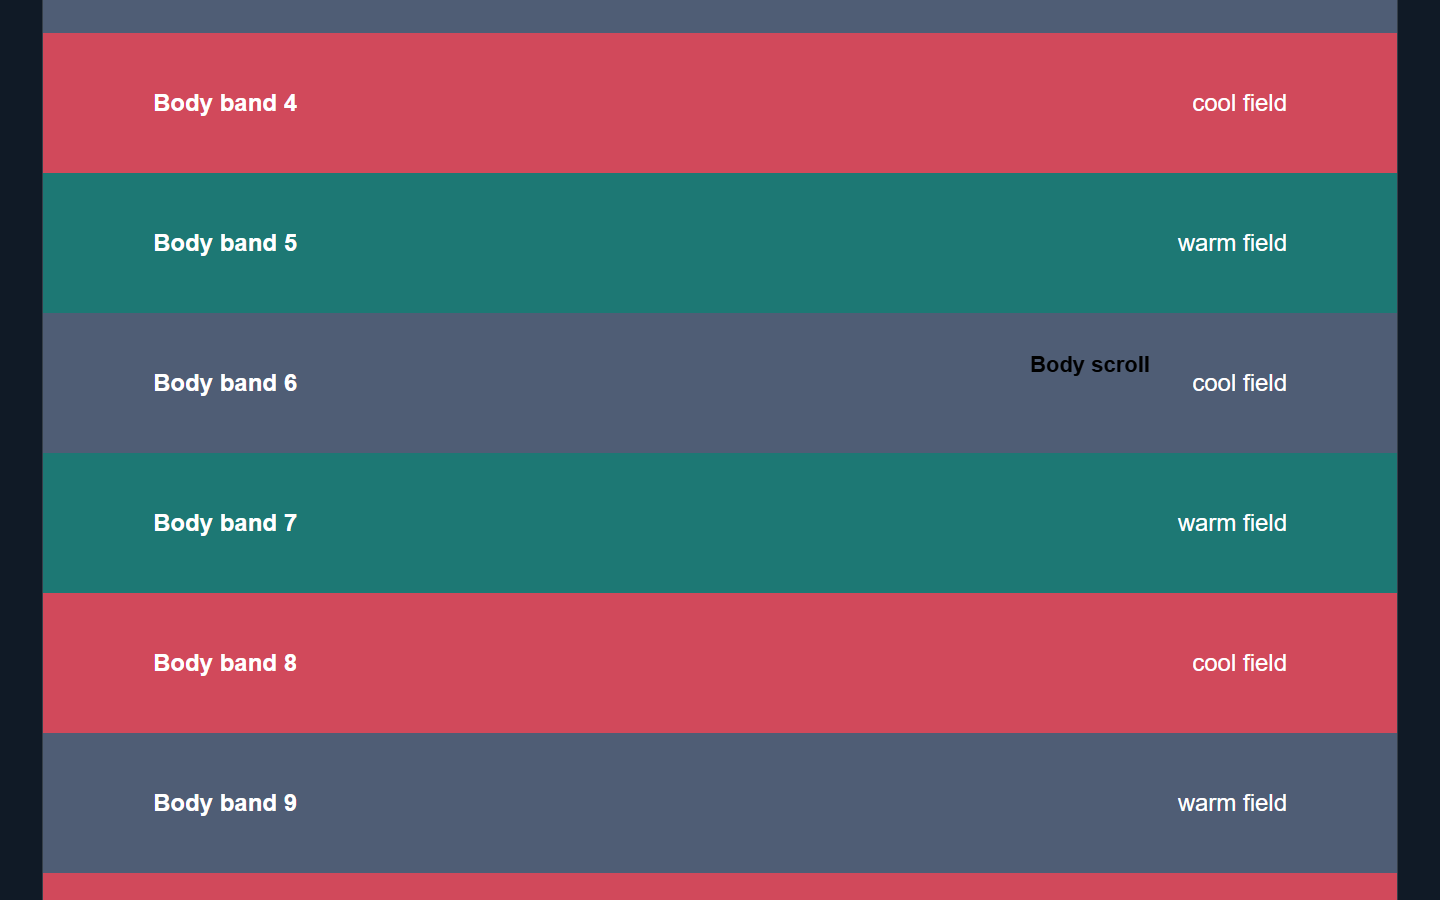 Body band 4 cool field
Body band 5 warm field
Body scroll
Body band 6 cool field
Body band 7 warm field
Body band 8 cool field
Body band 9 warm field